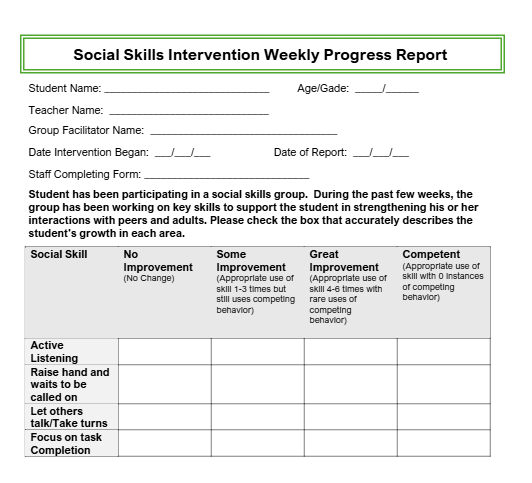 Social Skills Intervention Weekly Progress Report
Student Name: ______________________________ Age/Gade: _____/______
Teacher Name: _____________________________
Group Facilitator Name: __________________________________
Date Intervention Began: ___/___/___ Date of Report: ___/___/___
Staff Completing Form: ______________________________
Student has been participating in a social skills group. During the past few weeks, the
group has been working on key skills to support the student in strengthening his or her
interactions with peers and adults. Please check the box that accurately describes the
student's growth in each area.
Social Skill
No
Improvement
(No Change)
Some
Improvement
(Appropriate use of
skill 1-3 times but
still uses competing
behavior)
Great
Improvement
(Appropriate use of
skill 4-6 times with
rare uses of
competing
behavior)
Competent
(Appropriate use of
skill with 0 instances
of competing
behavior)
Active
Listening
Raise hand and
waits to be
called on
Let others
talk/Take turns
Focus on task
Completion